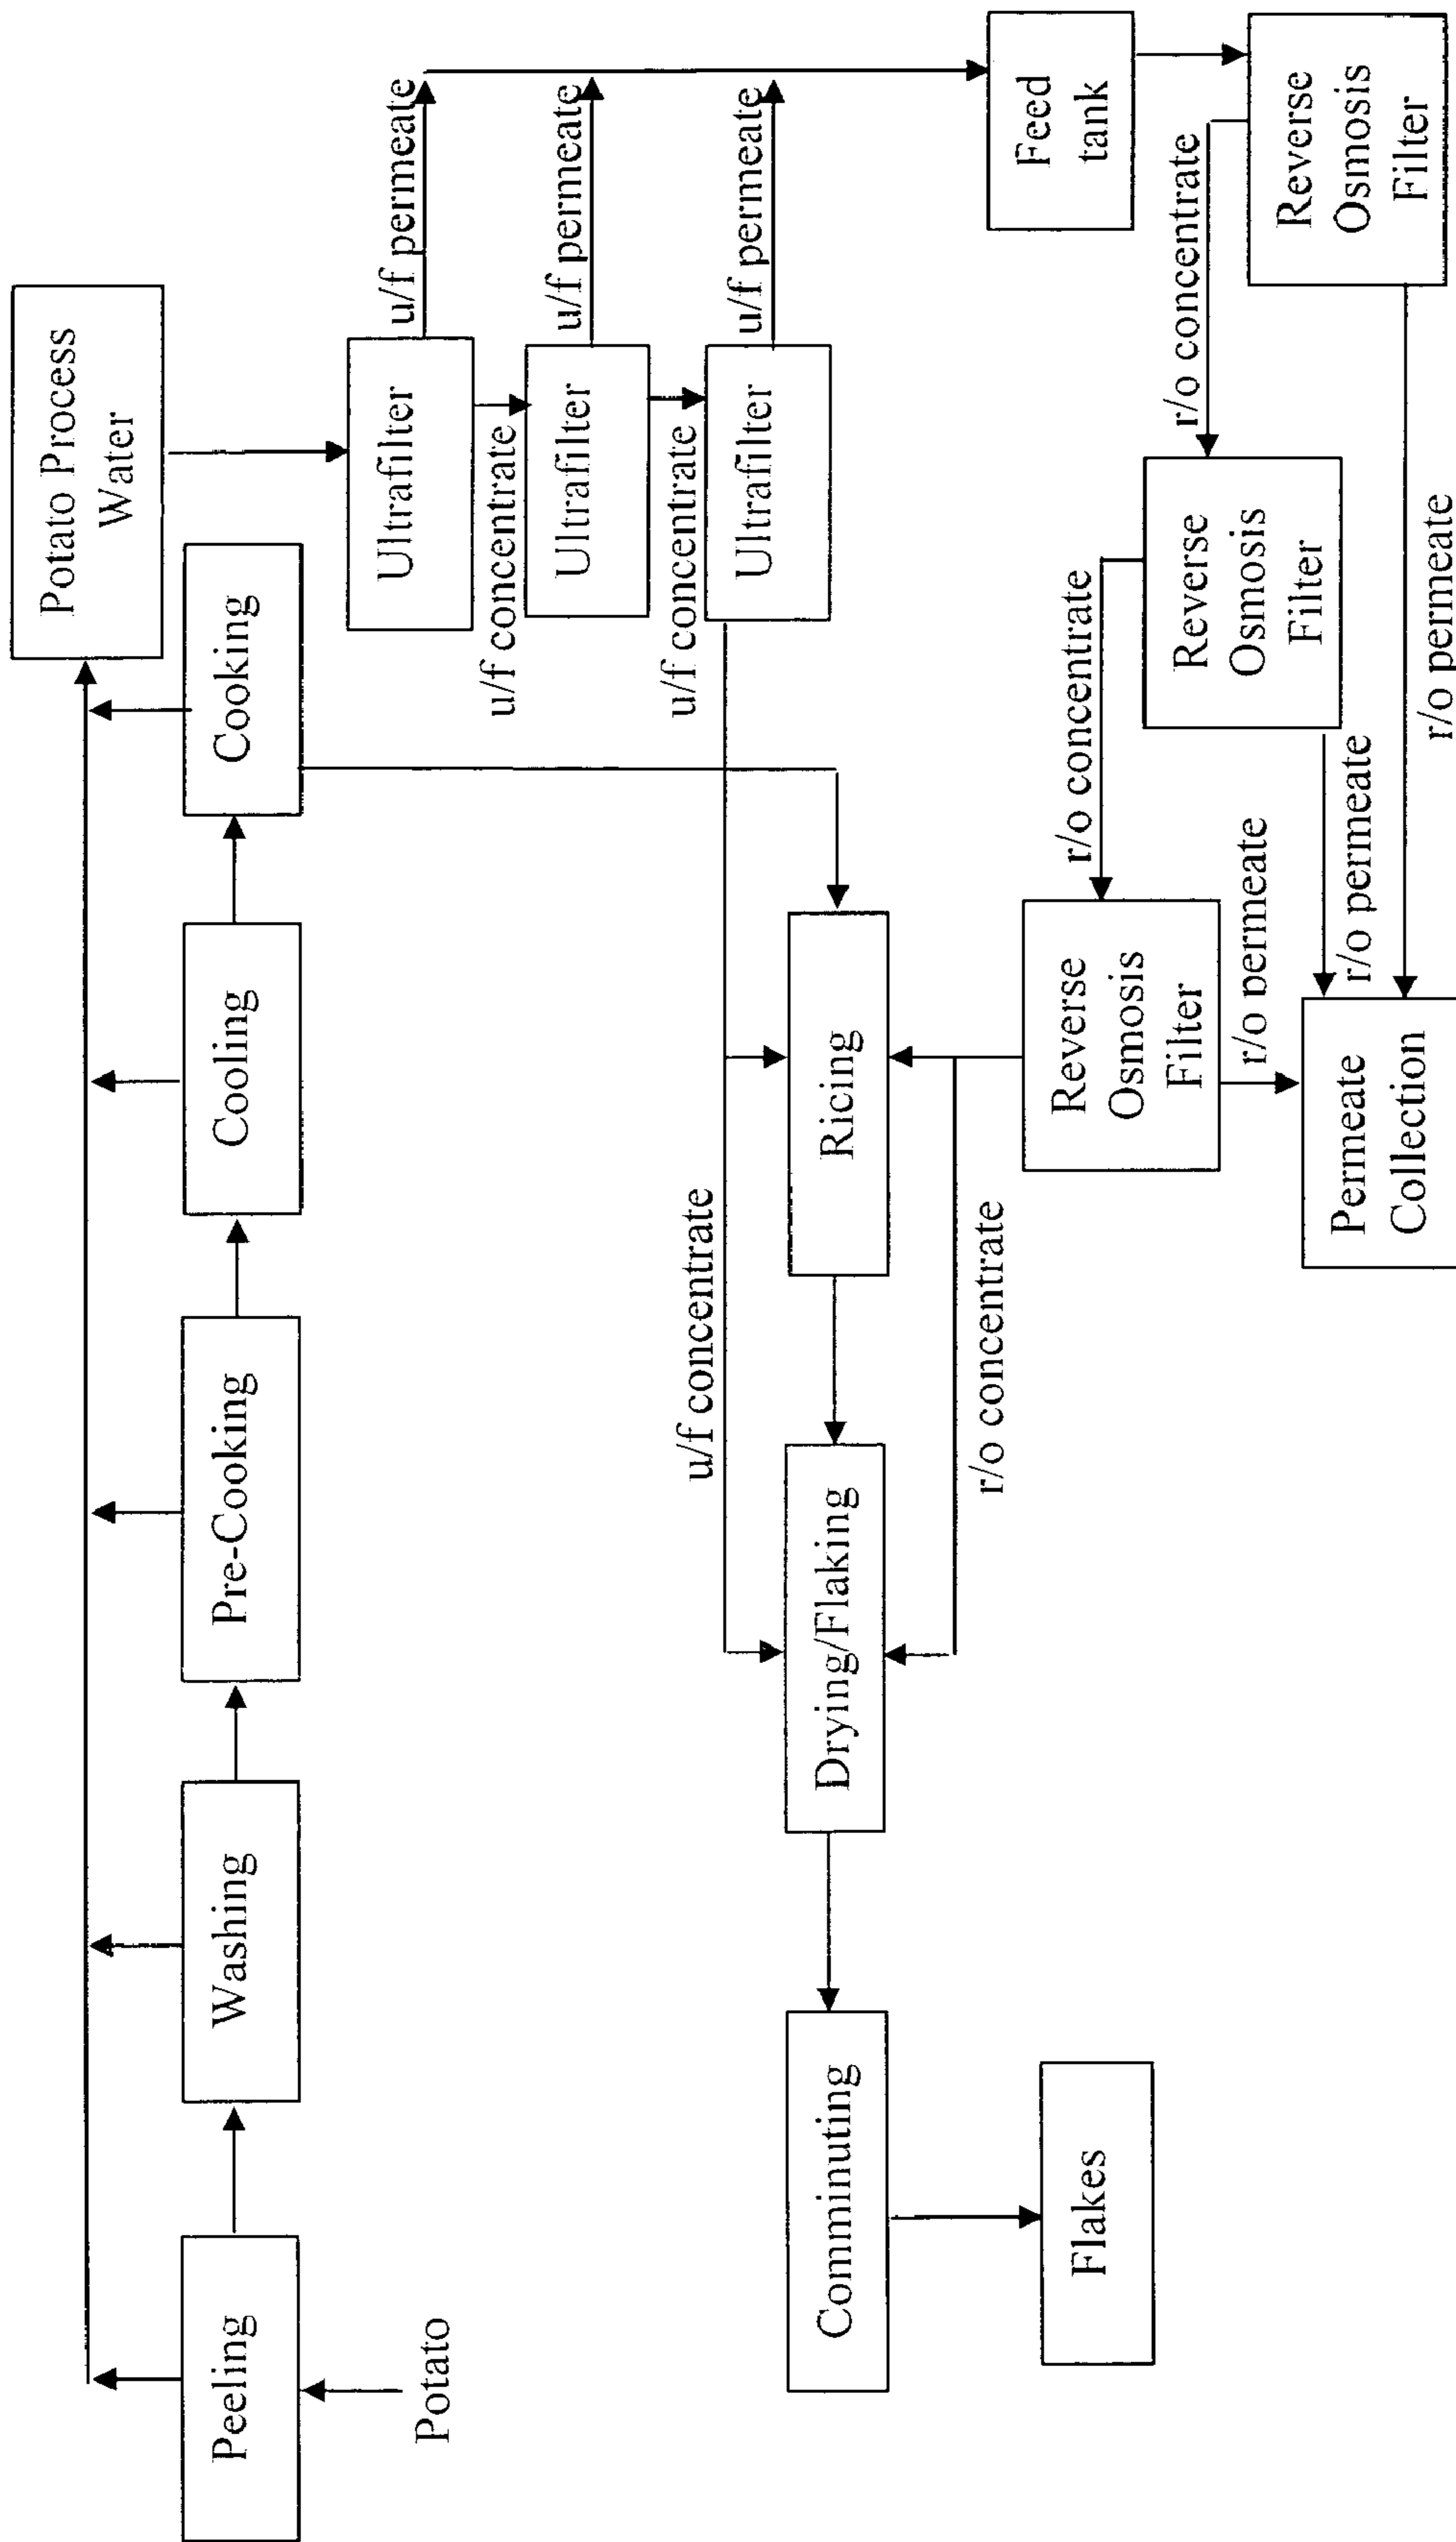 Potato Process
Water
Peeling
Washing
Pre-Cooking
Cooling
Cooking
Potato
Ultrafilter
u/f permeate
u/f concentrate
Ultrafilter
u/f permeate
u/f concentrate
Ultrafilter
u/f permeate
u/f concentrate
Comminuting
Drying/Flaking
Ricing
r/o concentrate
Flakes
Feed
tank
r/o concentrate
Reverse
Osmosis
Filter
r/o concentrate
Reverse
Osmosis
Filter
Reverse
Osmosis
Filter
r/o permeate
r/o permeate
r/o permeate
Permeate
Collection